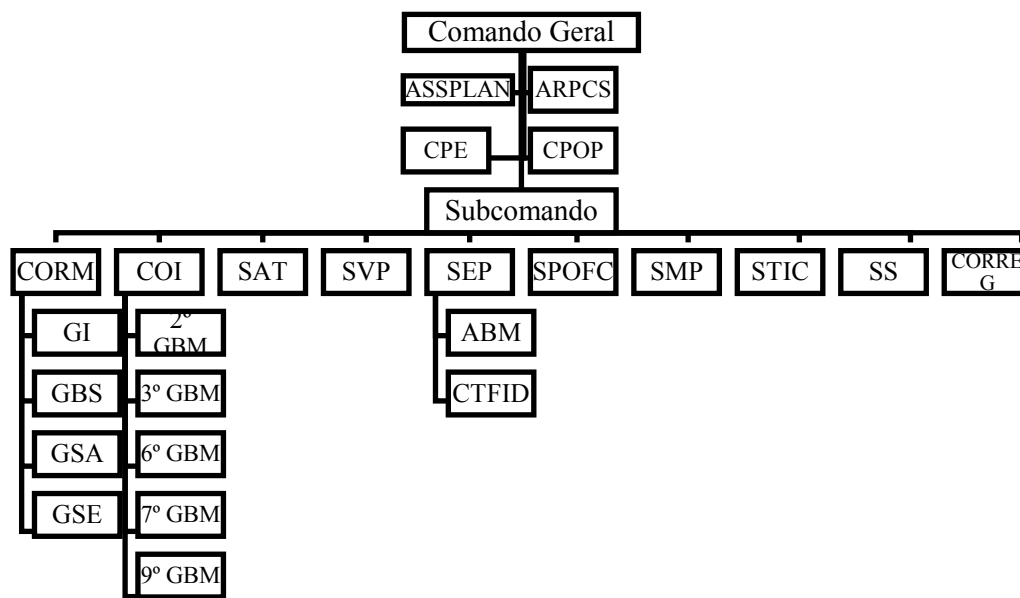 Comando Geral
ASSPLAN
ARPCS
CPE
CPOP
Subcomando
CORM
COI
SAT
SVP
SEP
SPOFC
SMP
STIC
SS
CORRE
G
GI
GBS
GSA
GSE
2º
GBM
3º GBM
6º GBM
7º GBM
9º GBM
ABM
CTFID